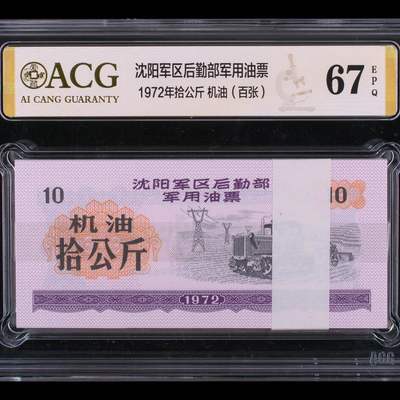 ACG
AI CANG GUARANTY
沈阳军区后勤部军用油票
1972年拾公斤 机油（百张）
67
EPQ
10
沈阳军区后勤部
军用油票
10
机油
拾公斤
1972
ACG